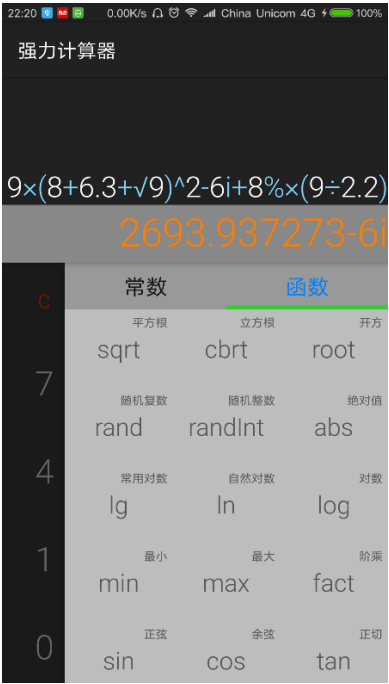 22:20 0.00K/s China Unicom 4G 100%
强力计算器
9×(8+6.3+√9)^2-6i+8%×(9÷2.2)
2693.937273-6i
C 常数 函数
平方根 立方根 开方
sqrt cbrt root
7
随机复数 随机整数 绝对值
rand randInt abs
4
常用对数 自然对数 对数
lg ln log
1
最小 最大 阶乘
min max fact
0
正弦 余弦 正切
sin cos tan